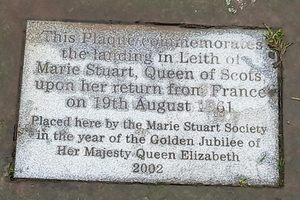 This Plaque commemorates
the landing in Leith of
Marie Stuart, Queen of Scots,
upon her return from France
on 19th August 1561
Placed here by the Marie Stuart Society
in the year of the Golden Jubilee of
Her Majesty Queen Elizabeth
2002